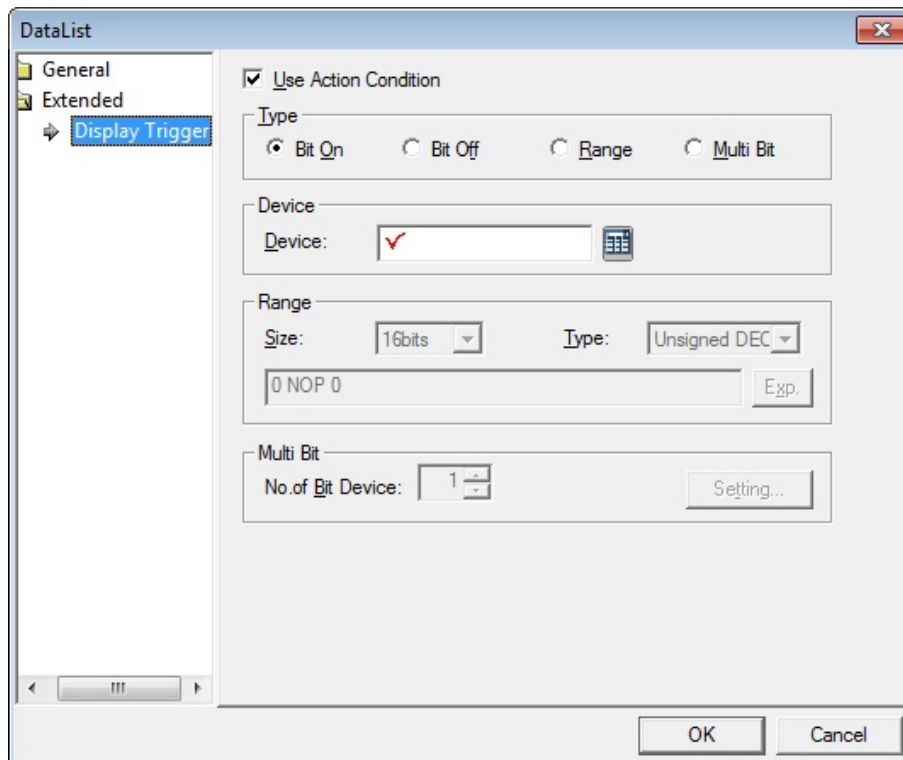 DataList
General
Extended
Display Trigger
Use Action Condition
Type
Bit On Bit Off Range Multi Bit
Device
Device:
Range
Size: 16bits Type: Unsigned DEC
0 NOP 0 Exp.
Multi Bit
No.of Bit Device: 1 Setting...
OK Cancel